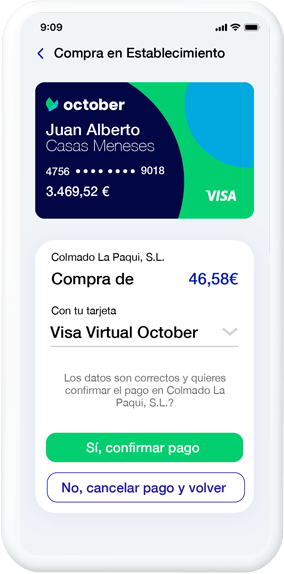 9:09
Compra en Establecimiento
october
Juan Alberto
Casas Meneses
4756 •••• •••• 9018
3.469,52 €
VISA
Colmado La Paqui, S.L.
Compra de 46,58€
Con tu tarjeta
Visa Virtual October
Los datos son correctos y quieres
confirmar el pago en Colmado La
Paqui, S.L.?
Sí, confirmar pago
No, cancelar pago y volver